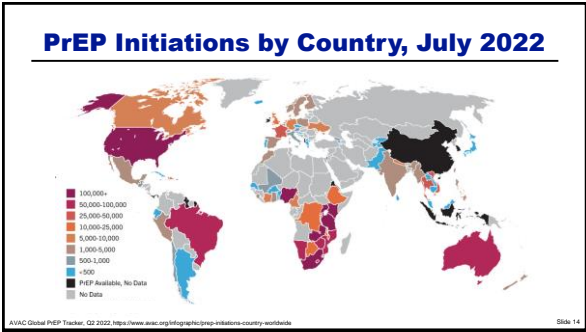 PrEP Initiations by Country, July 2022
100,000+
50,000-100,000
25,000-50,000
10,000-25,000
5,000-10,000
1,000-5,000
500-1,000
<500
PrEP Available, No Data
No Data
AVAC Global PrEP Tracker, Q2 2022, https://www.avac.org/infographic/prep-initiations-country-worldwide
Slide 14